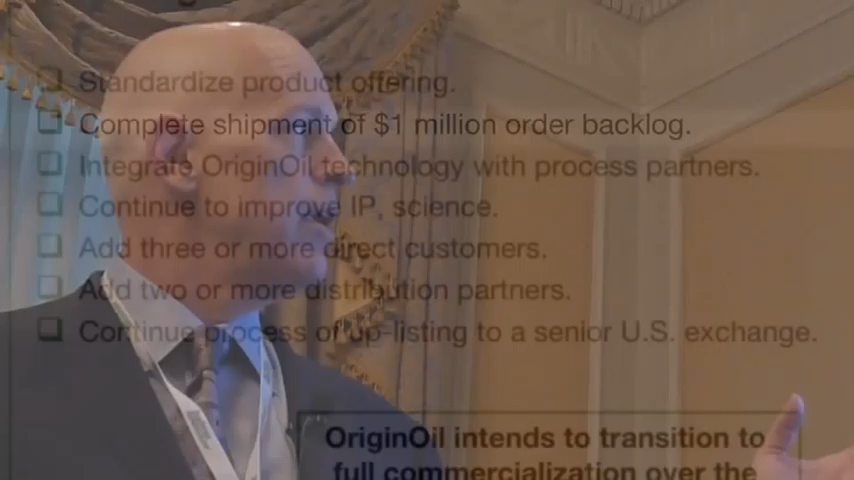 Standardize product offering.
Complete shipment of $1 million order backlog.
Integrate OriginOil technology with process partners.
Continue to improve IP, science.
Add three or more direct customers.
Add two or more distribution partners.
Continue process of up-listing to a senior U.S. exchange.
OriginOil intends to transition to
full commercialization over the